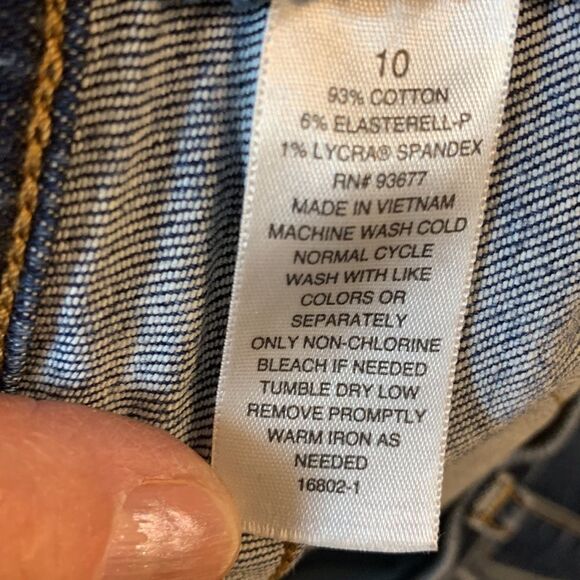 10
93% COTTON
6% ELASTERELL-P
1% LYCRA® SPANDEX
RN# 93677
MADE IN VIETNAM
MACHINE WASH COLD
NORMAL CYCLE
WASH WITH LIKE
COLORS OR
SEPARATELY
ONLY NON-CHLORINE
BLEACH IF NEEDED
TUMBLE DRY LOW
REMOVE PROMPTLY
WARM IRON AS
NEEDED
16802-1